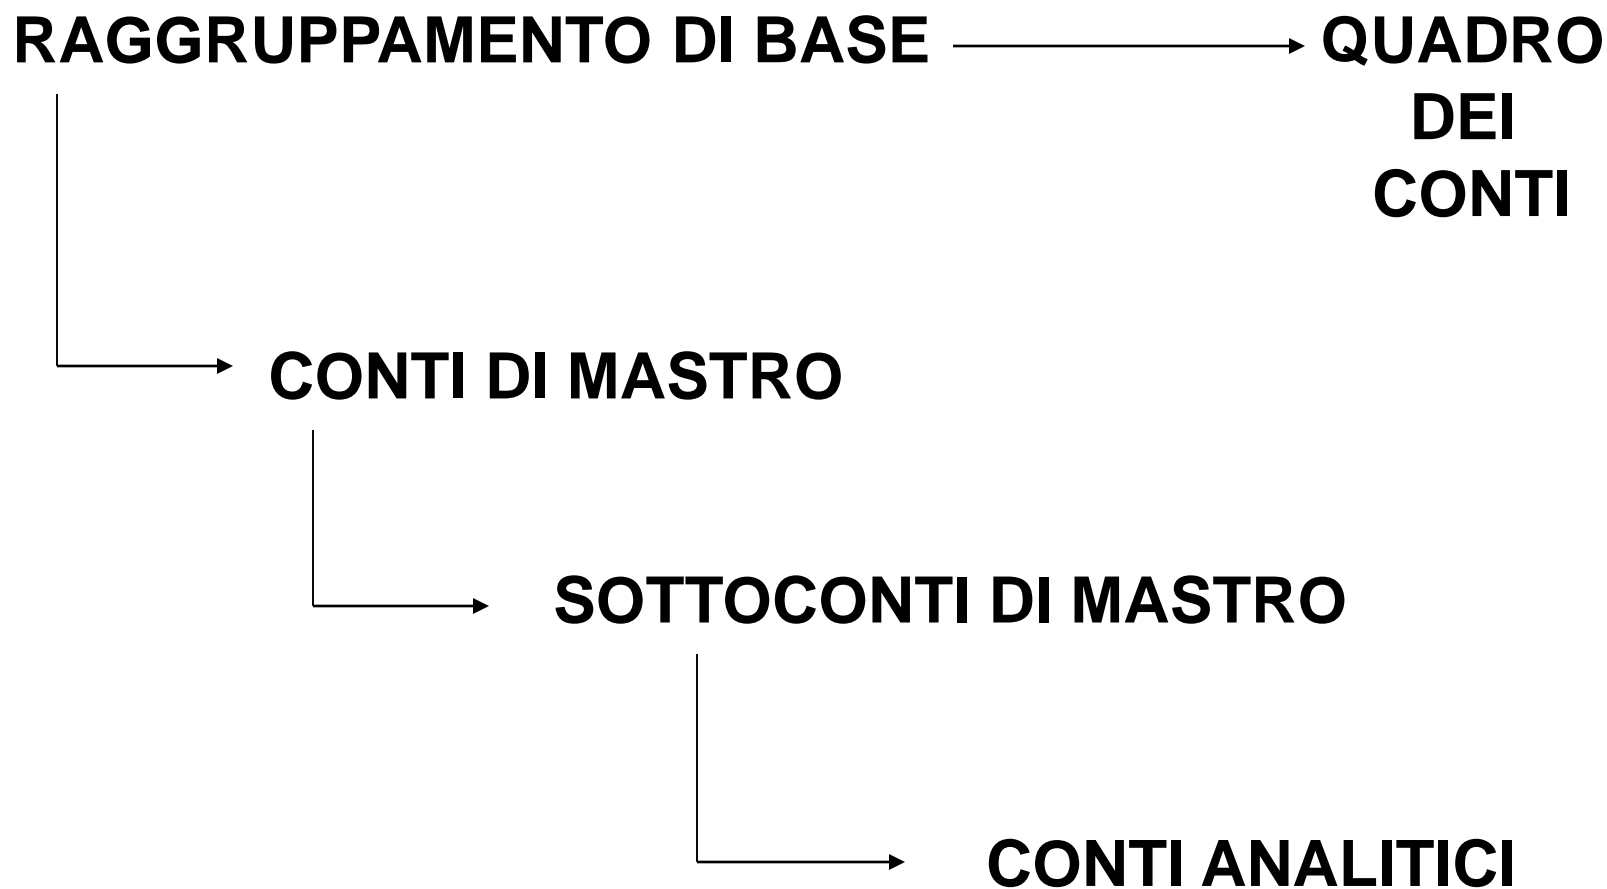 RAGGRUPPAMENTO DI BASE
QUADRO
DEI
CONTI
CONTI DI MASTRO
SOTTOCONTI DI MASTRO
CONTI ANALITICI